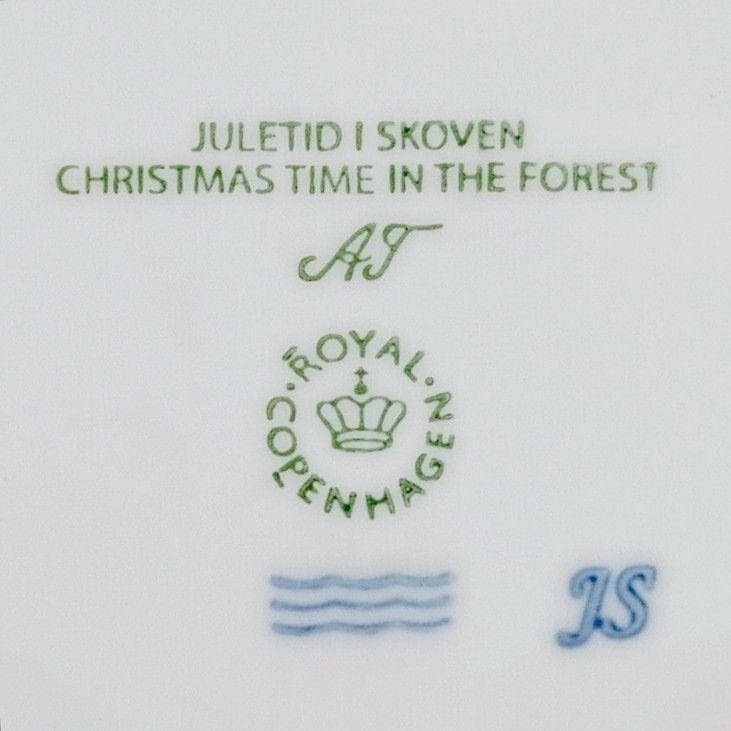 JULETID I SKOVEN
CHRISTMAS TIME IN THE FOREST
AT
ROYAL
COPENHAGEN
JS